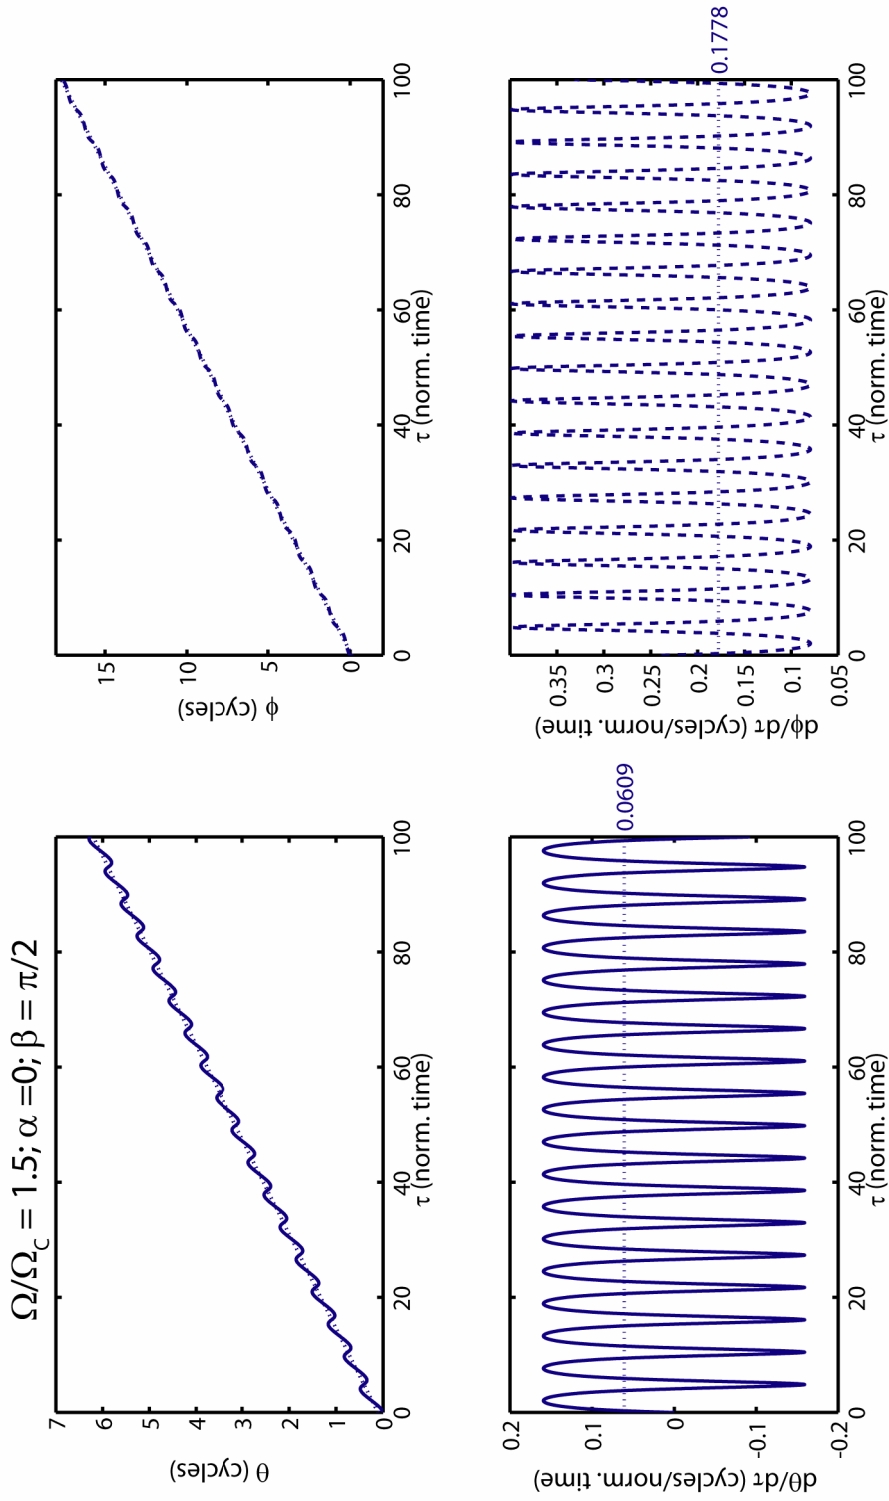 Ω/Ω_C = 1.5; α =0; β = π/2
7
6
5
4
3
2
1
0
θ (cycles)
0 20 40 60 80 100
τ (norm. time)
15
10
5
0
φ (cycles)
0 20 40 60 80 100
τ (norm. time)
0.2
0.1
0
-0.1
-0.2
dθ/dτ (cycles/norm. time)
0.0609
0 20 40 60 80 100
τ (norm. time)
0.35
0.3
0.25
0.2
0.15
0.1
0.05
dφ/dτ (cycles/norm. time)
0.1778
0 20 40 60 80 100
τ (norm. time)